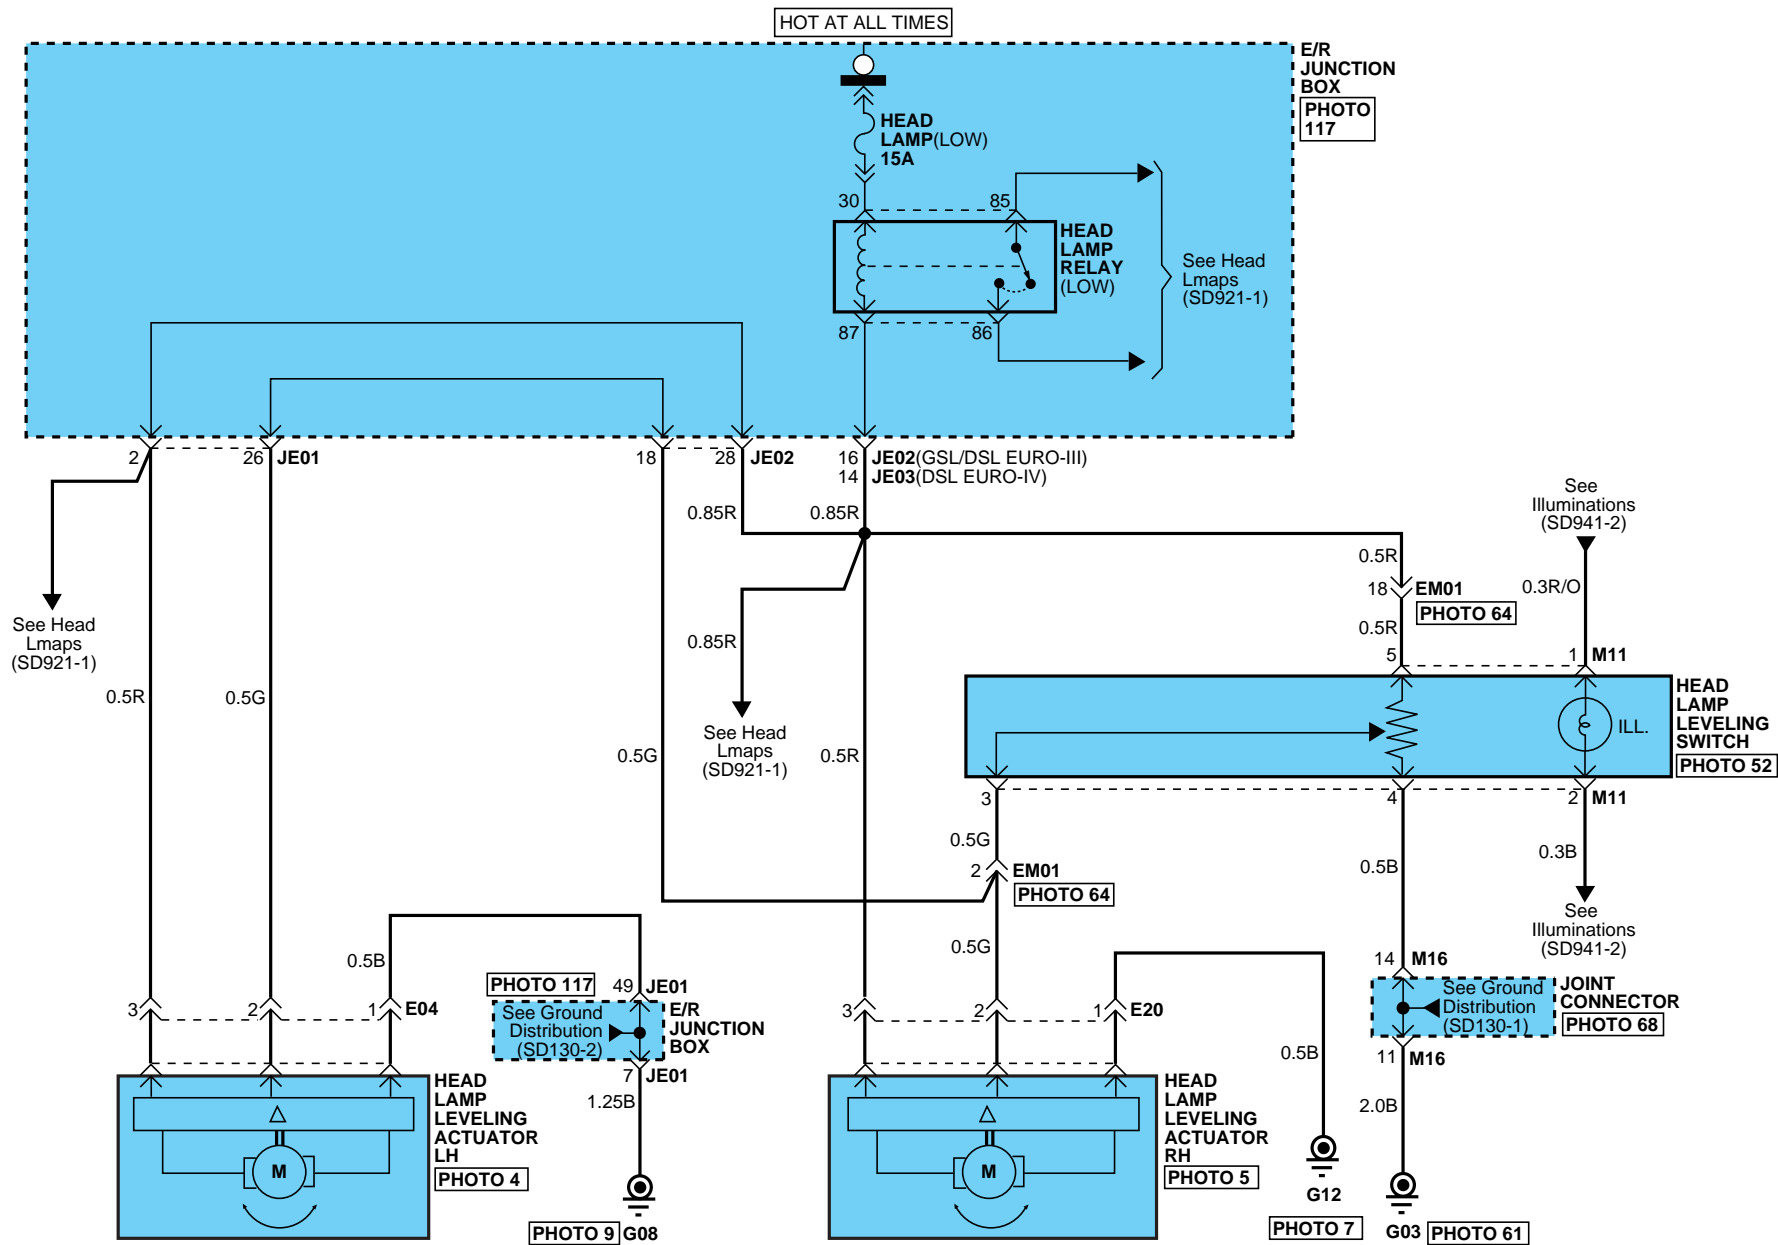 HOT AT ALL TIMES
E/R
JUNCTION
BOX
PHOTO
117
HEAD
LAMP(LOW)
15A
30
85
HEAD
LAMP
RELAY
(LOW)
See Head
Lmaps
(SD921-1)
87
86
2
26
JE01
18
28
JE02
16
JE02(GSL/DSL EURO-III)
14
JE03(DSL EURO-IV)
0.85R
0.85R
See
Illuminations
(SD941-2)
0.5R
18
EM01
PHOTO 64
0.3R/O
0.5R
See Head
Lmaps
(SD921-1)
0.85R
5
1
M11
0.5R
0.5G
HEAD
LAMP
LEVELING
SWITCH
PHOTO 52
ILL.
See Head
Lmaps
(SD921-1)
0.5G
0.5R
3
4
2
M11
0.5G
0.5B
0.3B
2
EM01
PHOTO 64
See
Illuminations
(SD941-2)
0.5G
0.5B
14
M16
PHOTO 117
49
JE01
See Ground
Distribution
(SD130-2)
E/R
JUNCTION
BOX
See Ground
Distribution
(SD130-1)
JOINT
CONNECTOR
PHOTO 68
3
2
1
E04
3
2
1
E20
0.5B
11
M16
7
JE01
1.25B
2.0B
HEAD
LAMP
LEVELING
ACTUATOR
LH
PHOTO 4
M
HEAD
LAMP
LEVELING
ACTUATOR
RH
PHOTO 5
M
G12
PHOTO 9
G08
PHOTO 7
G03
PHOTO 61